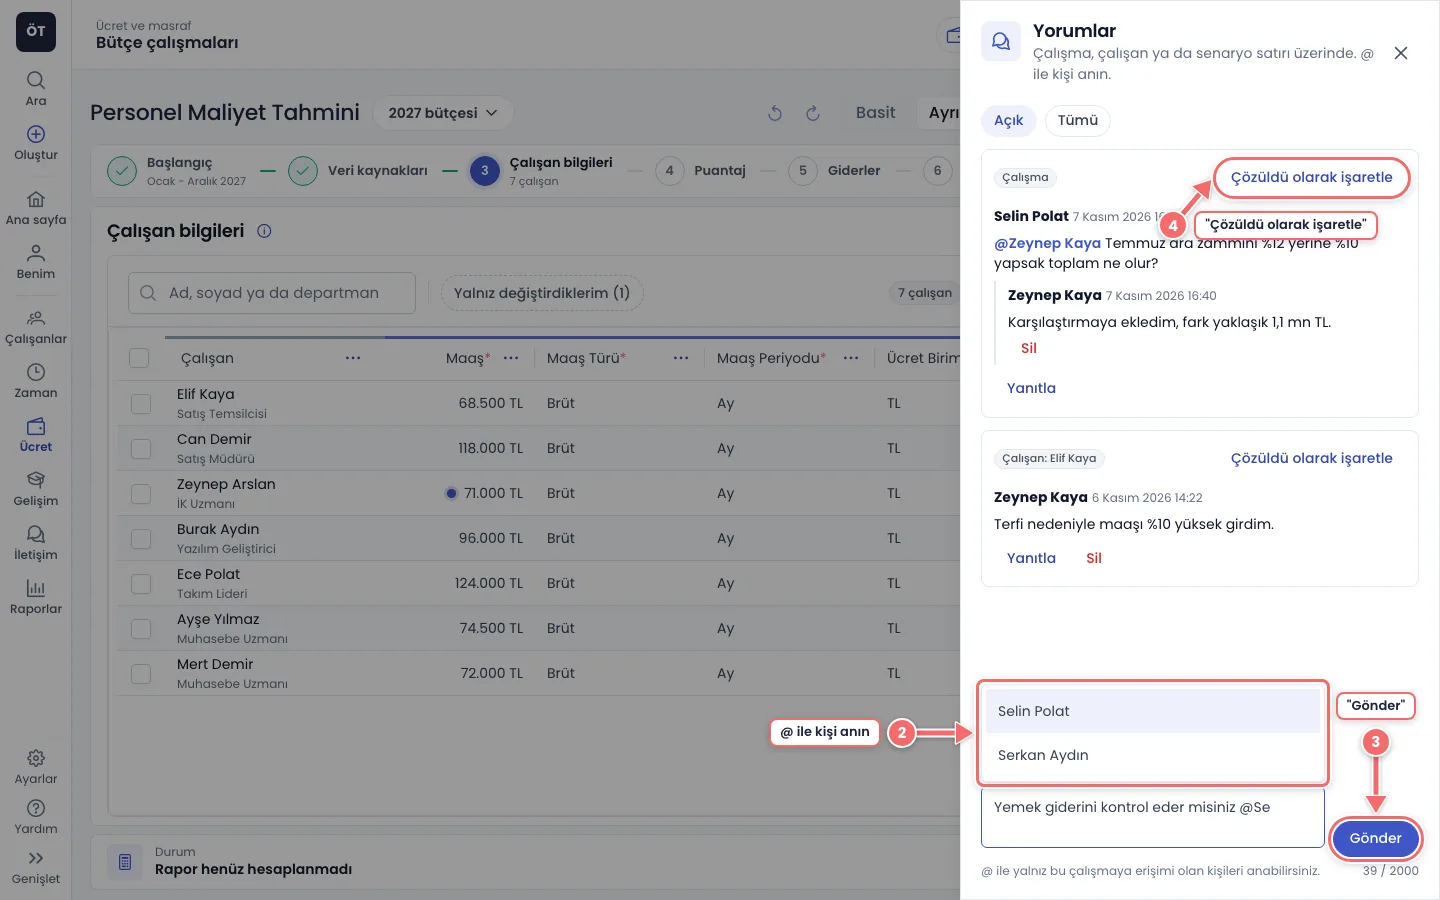 ÖT
Ara
Oluştur
Ana sayfa
Benim
Çalışanlar
Zaman
Ücret
Gelişim
İletişim
Raporlar
Ayarlar
Yardım
Genişlet
Ücret ve masraf
Bütçe çalışmaları
Personel Maliyet Tahmini
2027 bütçesi
Basit
Ayrı
Başlangıç
Ocak - Aralık 2027
Veri kaynakları
3
Çalışan bilgileri
7 çalışan
4
Puantaj
5
Giderler
6
Çalışan bilgileri
Ad, soyad ya da departman
Yalnız değiştirdiklerim (1)
7 çalışan
Çalışan
Maaş*
Maaş Türü*
Maaş Periyodu*
Ücret Birim
Elif Kaya
Satış Temsilcisi
68.500 TL
Brüt
Ay
TL
Can Demir
Satış Müdürü
118.000 TL
Brüt
Ay
TL
Zeynep Arslan
İK Uzmanı
71.000 TL
Brüt
Ay
TL
Burak Aydın
Yazılım Geliştirici
96.000 TL
Brüt
Ay
TL
Ece Polat
Takım Lideri
124.000 TL
Brüt
Ay
TL
Ayşe Yılmaz
Muhasebe Uzmanı
74.500 TL
Brüt
Ay
TL
Mert Demir
Muhasebe Uzmanı
72.000 TL
Brüt
Ay
TL
Durum
Rapor henüz hesaplanmadı
Yorumlar
Çalışma, çalışan ya da senaryo satırı üzerinde. @
ile kişi anın.
Açık
Tümü
Çalışma
Çözüldü olarak işaretle
4
"Çözüldü olarak işaretle"
Selin Polat 7 Kasım 2026
@Zeynep Kaya Temmuz ara zammını %12 yerine %10
yapsak toplam ne olur?
Zeynep Kaya 7 Kasım 2026 16:40
Karşılaştırmaya ekledim, fark yaklaşık 1,1 mn TL.
Sil
Yanıtla
Çalışan: Elif Kaya
Çözüldü olarak işaretle
Zeynep Kaya 6 Kasım 2026 14:22
Terfi nedeniyle maaşı %10 yüksek girdim.
Yanıtla
Sil
@ ile kişi anın
2
Selin Polat
Serkan Aydın
"Gönder"
3
Yemek giderini kontrol eder misiniz @Se
Gönder
@ ile yalnız bu çalışmaya erişimi olan kişileri anabilirsiniz.
39 / 2000